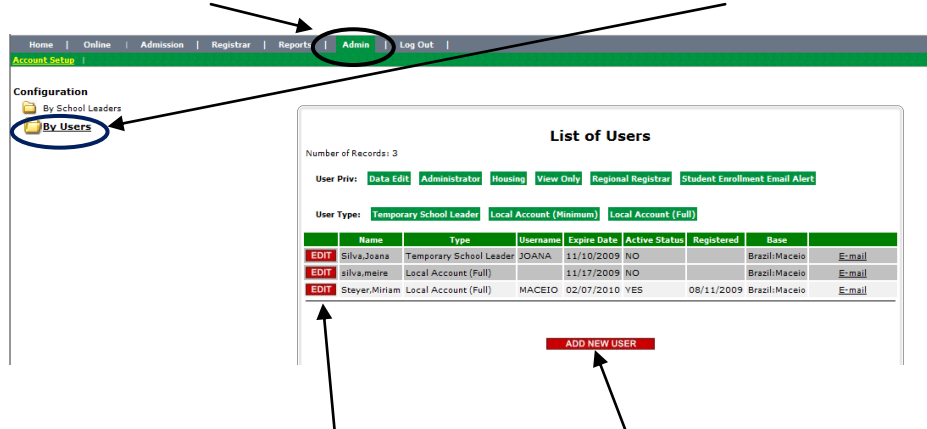 Home | Online | Admission | Registrar | Reports | Admin | Log Out |
Account Setup |
Configuration
By School Leaders
By Users
List of Users
Number of Records: 3
User Priv: Data Edit Administrator Housing View Only Regional Registrar Student Enrollment Email Alert
User Type: Temporary School Leader Local Account (Minimum) Local Account (Full)
Name Type Username Expire Date Active Status Registered Base
EDIT Silva,Joana Temporary School Leader JOANA 11/10/2009 NO Brazil:Maceio E-mail
EDIT silva,meire Local Account (Full) 11/17/2009 NO Brazil:Maceio E-mail
EDIT Steyer,Miriam Local Account (Full) MACEIO 02/07/2010 YES 08/11/2009 Brazil:Maceio E-mail
ADD NEW USER